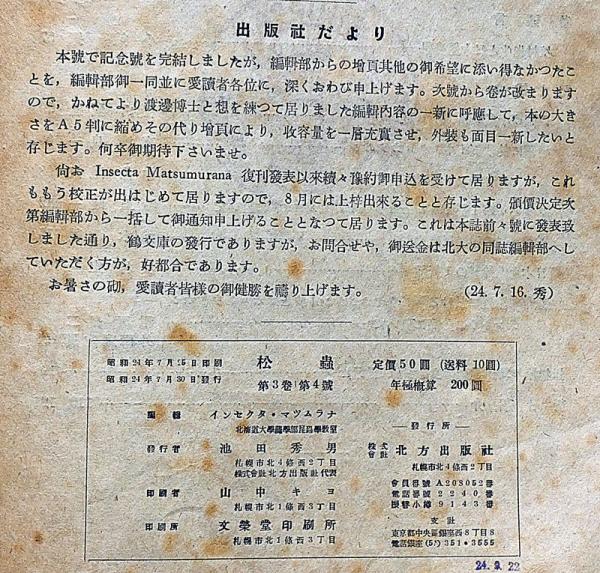 出版社だより
本號で記念號を完結しましたが，編輯部からの增頁其他の御希望に添い得なかつたこ
とを，編輯部御一同並に愛讀者各位に，深くおわび申上げます。次號から卷が改まります
ので，かねてより渡邊博士と想を練つて居りました編輯內容の一新に呼應して，本の大き
さをA5判に縮めその代り增頁により，收容量を一層充實させ，外裝も面目一新したいと
存じます。何卒御期待下さいませ。
尙お Insecta Matsumurana 復刊發表以來續々豫約御申込を受けて居りますが，これ
ももう校正が出はじめて居りますので，8月には上梓出來ることと存じます。頒價決定次
第編輯部から一括して御通知申上げることとなつて居ります。これは本誌前々號に發表致
しました通り，鶴文庫の發行でありますが，お問合せや，御送金は北大の同誌編輯部へし
ていただく方が，好都合であります。
お暑さの砌，愛讀者皆樣の御健勝を禱り上げます。 (24.7.16. 秀)
昭和24年7月25日印刷
昭和24年7月30日發行
松 蟲
第3卷 第4號
定價50圓 (送料10圓)
年極概算 200圓
編輯 インセクタ・マツムラナ
北海道大學農學部昆蟲學敎室
發行者 池田秀男
札幌市北4條西2丁目
株式會社北方出版社代表
印刷者 山中キヨ
札幌市北1條西3丁目
印刷所 文榮堂印刷所
札幌市北1條西3丁目
—發行所—
株式會社 北方出版社
札幌市北4條西2丁目
會員番號 A208052番
電話番號 2240番
振替小樽 9143番
支社
東京都中央區銀座西8丁目8
電話銀座(57) 351・3555
24.9.22